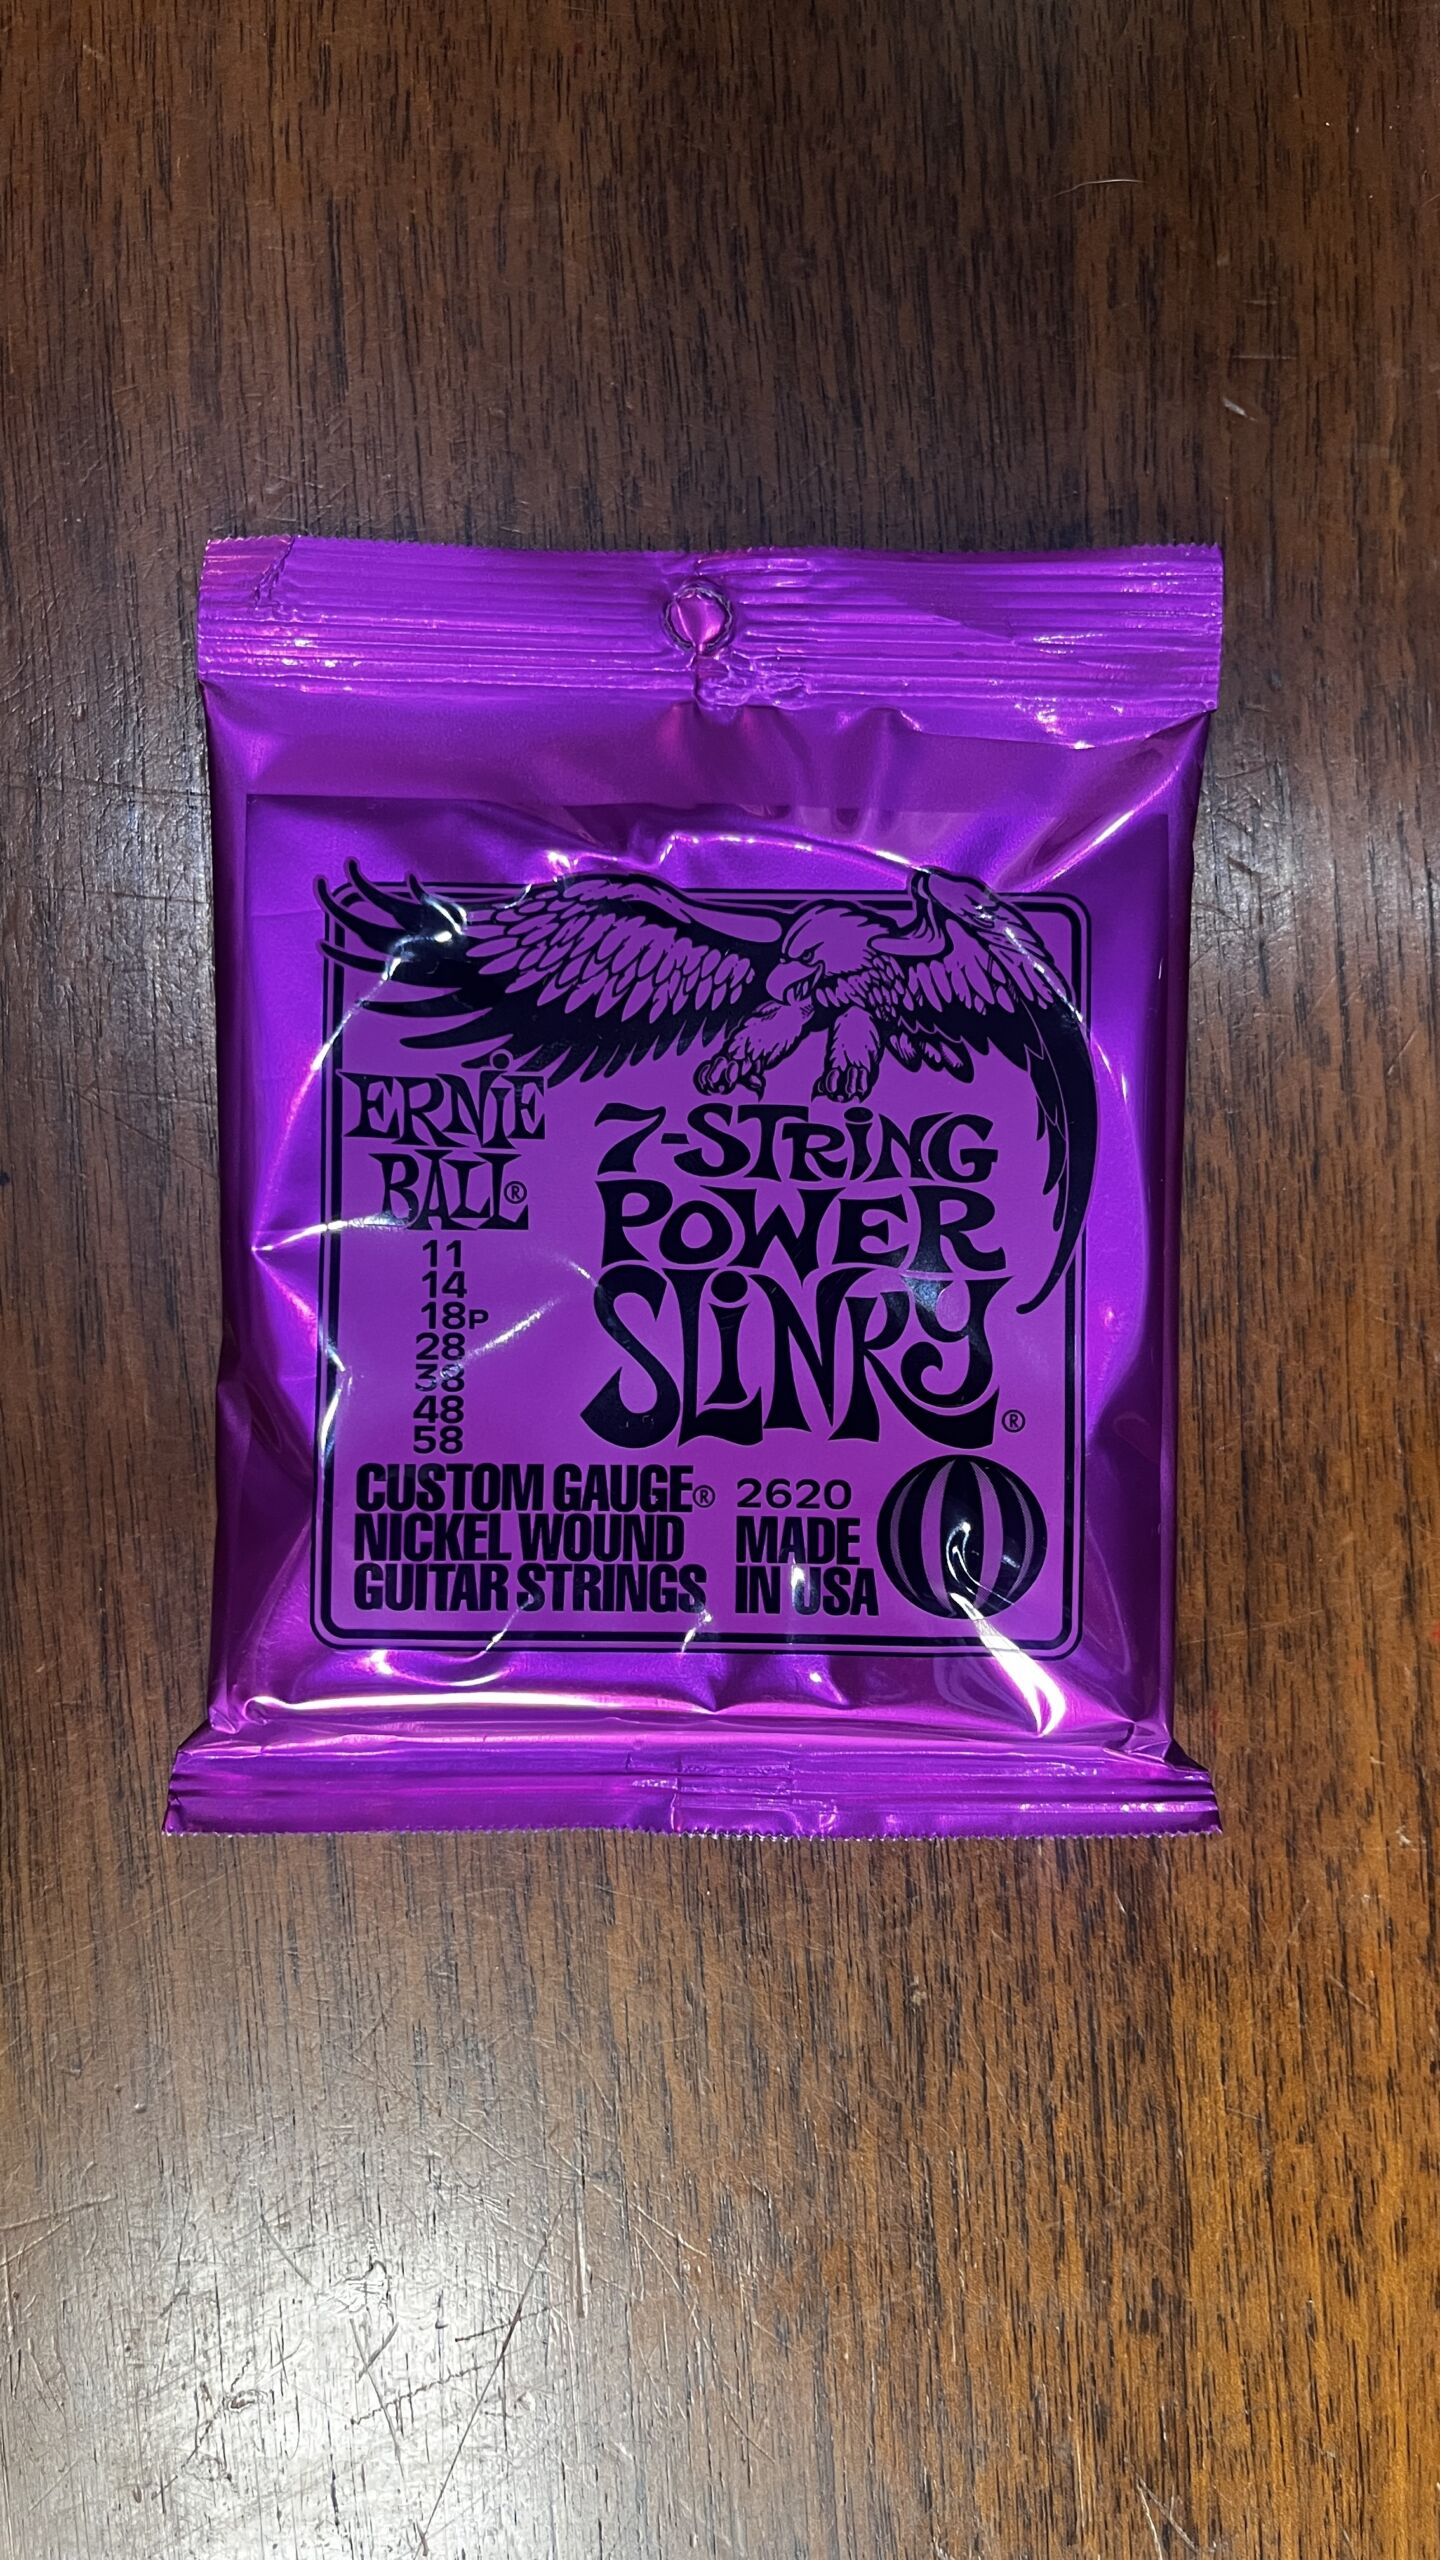 ERNiE
BALL®
11
14
18P
28
38
48
58
7-STRiNG
POWER
SLiNKY®
CUSTOM GAUGE®
NICKEL WOUND
GUITAR STRINGS
2620
MADE
IN USA